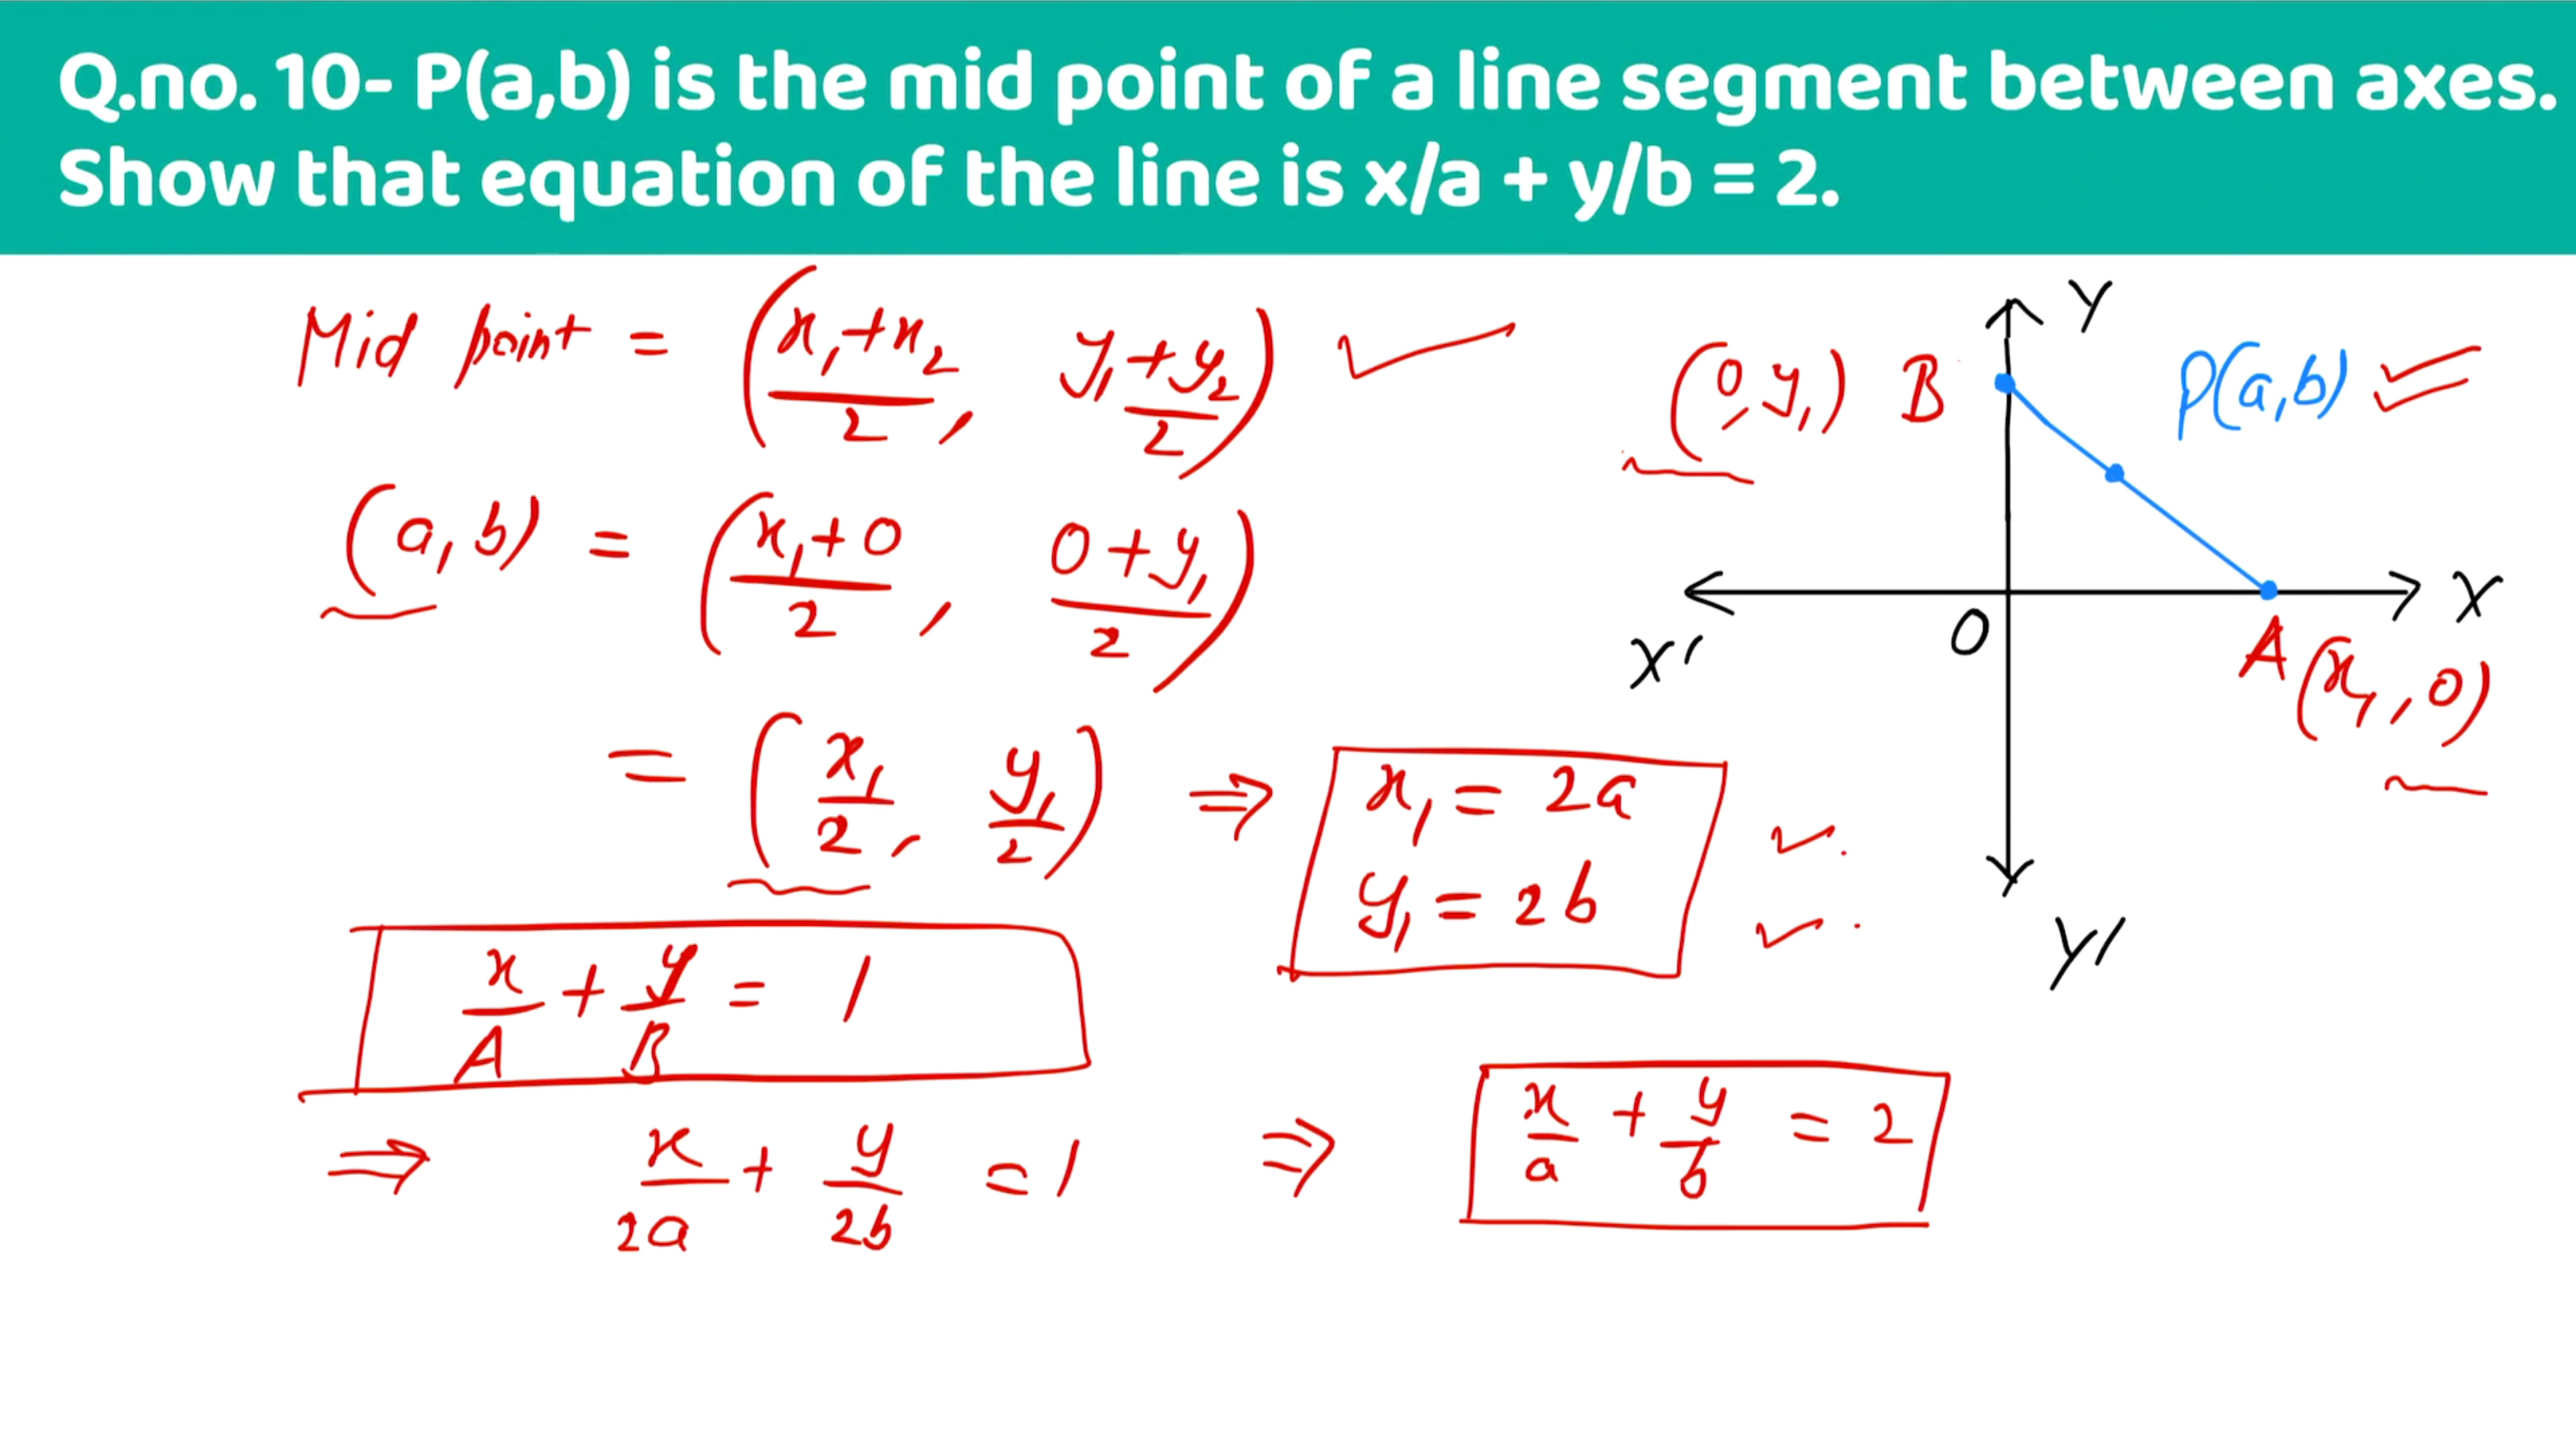 Q.no. 10- P(a,b) is the mid point of a line segment between axes.
Show that equation of the line is x/a + y/b = 2.
Mid point = ( x₁+x₂ / 2 , y₁+y₂ / 2 )
(a,b) = ( x₁+0 / 2 , 0+y₁ / 2 )
= ( x₁/2 , y₁/2 ) ⇒ x₁ = 2a
y₁ = 2b
x/A + y/B = 1
⇒ x/2a + y/2b = 1 ⇒ x/a + y/b = 2
Y
(0,y₁) B P(a,b)
X
X' O A (x₁,0)
Y'